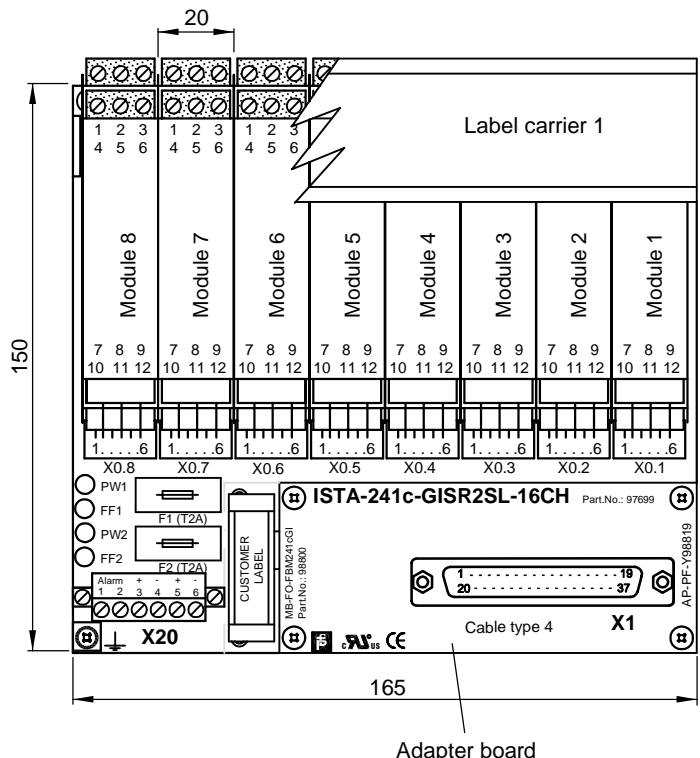 20
Label carrier 1
1 2 3 1 2 3 1 2 3
4 5 6 4 5 6 4 5 6
150
Module 8
Module 7
Module 6
Module 5
Module 4
Module 3
Module 2
Module 1
7 8 9 7 8 9 7 8 9 7 8 9 7 8 9 7 8 9 7 8 9 7 8 9
10 11 12 10 11 12 10 11 12 10 11 12 10 11 12 10 11 12 10 11 12 10 11 12
1.....6 1.....6 1.....6 1.....6 1.....6 1.....6 1.....6 1.....6
X0.8 X0.7 X0.6 X0.5 X0.4 X0.3 X0.2 X0.1
PW1
FF1
PW2
FF2
F1 (T2A)
F2 (T2A)
Alarm + - + -
1 2 3 4 5 6
X20
CUSTOMER
LABEL
MB-FO-FBM241cGI
Part.No.: 98800
ISTA-241c-GISR2SL-16CH Part.No.: 97699
1 - - - - - - - - - - - - - - - - - - 19
20 - - - - - - - - - - - - - - - - - 37
AP-PF-Y98819
Cable type 4
X1
c US CE
165
Adapter board